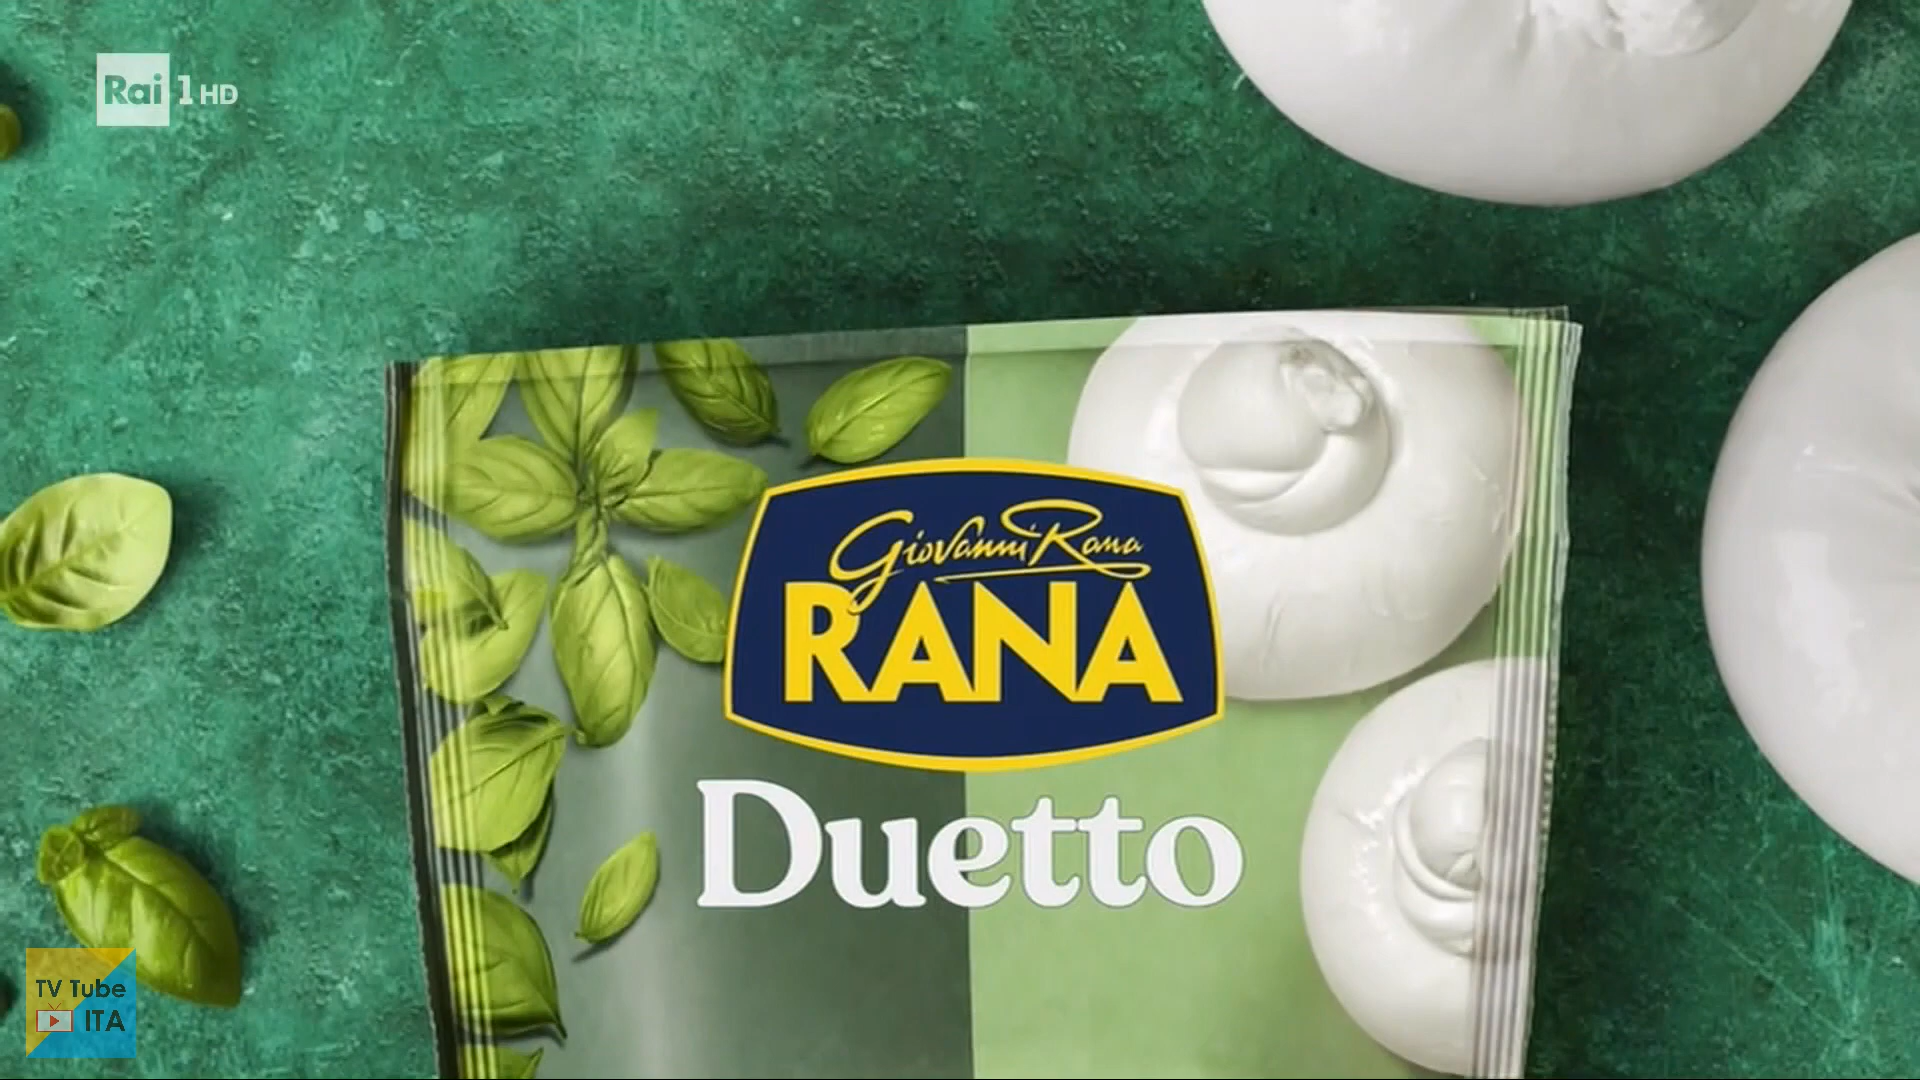 Rai 1 HD
Giovanni Rana
RANA
Duetto
TV Tube
ITA